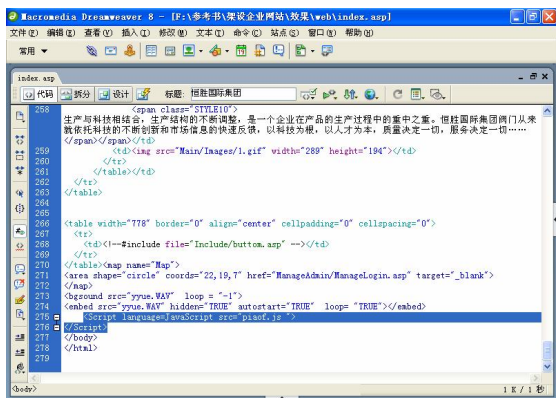 Macromedia Dreamweaver 8 - [F:\参考书\架设企业网站\效果\web\index.asp]
文件(F) 编辑(E) 查看(V) 插入(I) 修改(M) 文本(T) 命令(C) 站点(S) 窗口(W) 帮助(H)
常用
index.asp
代码 拆分 设计 标题: 恒胜国际集团
258 <span class="STYLE10">
生产与科技相结合，生产结构的不断调整，是一个企业在产品的生产过程中的重中之重。恒胜国际集团阀门从来
就依托科技的不断创新和市场信息的快速反馈，以科技为根，以人才为本，质量决定一切，服务决定一切……
</span></span></td>
259 <td><img src="Main/Images/1.gif" width="289" height="194"></td>
260 </tr>
261 </table></td>
262 </tr>
263 </table>
264
265
266 <table width="778" border="0" align="center" cellpadding="0" cellspacing="0">
267 <tr>
268 <td><!--#include file="Include/buttom.asp" --></td>
269 </tr>
270 </table><map name="Map">
271 <area shape="circle" coords="22,19,7" href="ManageAdmin/ManageLogin.asp" target="_blank">
272 </map>
273 <bgsound src="yyue.WAV" loop = "-1">
274 <embed src="yyue.WAV" hidden="TRUE" autostart="TRUE" loop= "TRUE"></embed>
275 <Script language=JavaScript src="piaof.js ">
276 </Script>
277 </body>
278 </html>
279
<body>
1 K / 1 秒